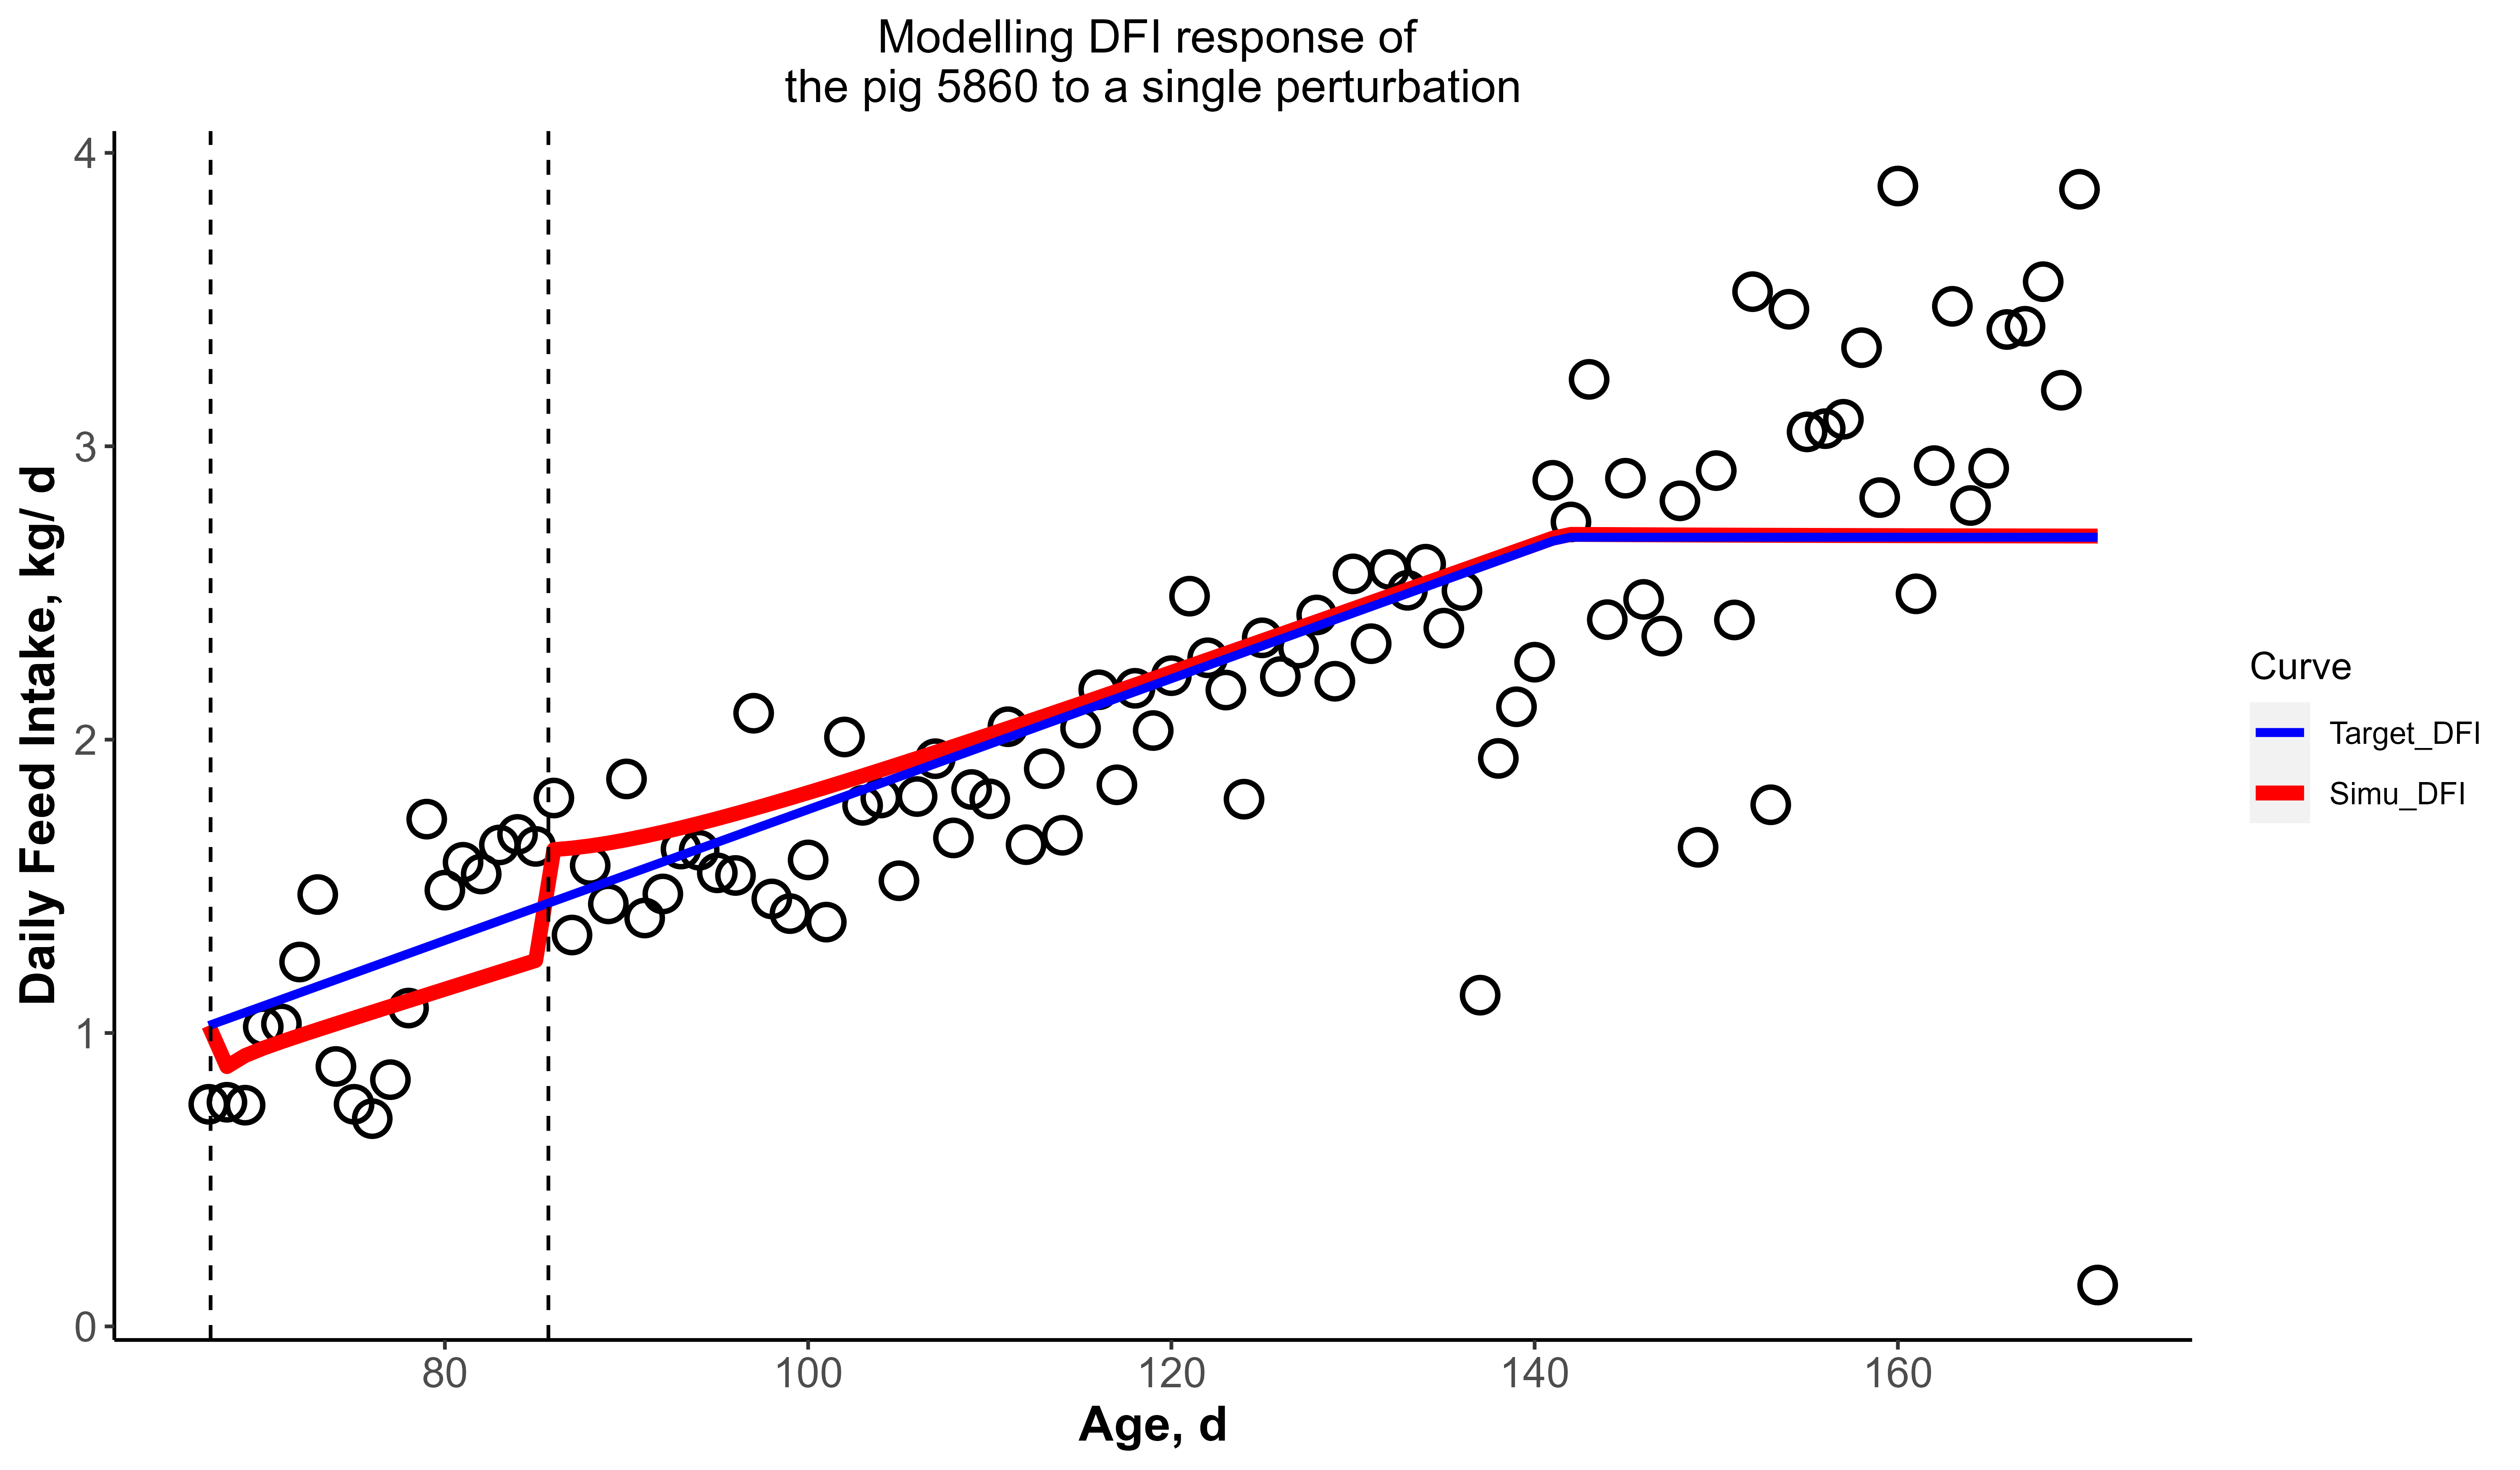 Modelling DFI response of
the pig 5860 to a single perturbation
Daily Feed Intake, kg/ d
4
3
2
1
0
80 100 120 140 160
Age, d
Curve
Target_DFI
Simu_DFI